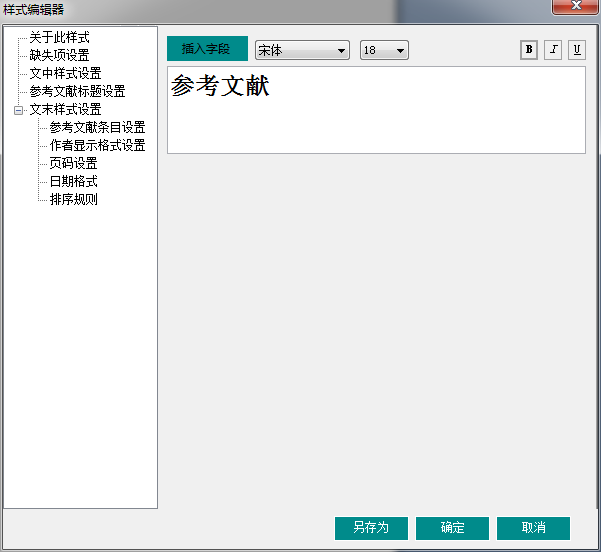 样式编辑器
关于此样式
缺失项设置
文中样式设置
参考文献标题设置
文末样式设置
参考文献条目设置
作者显示格式设置
页码设置
日期格式
排序规则
插入字段 宋体 18 B I U
参考文献
另存为 确定 取消